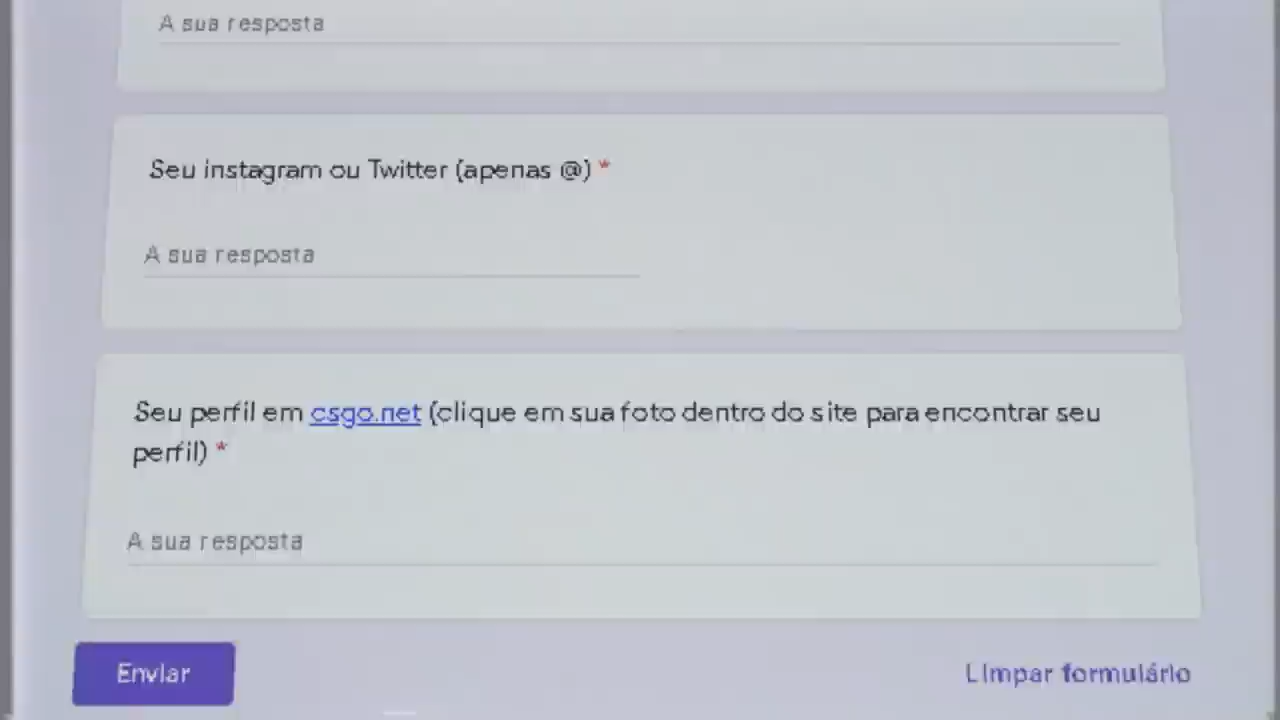 A sua resposta
Seu instagram ou Twitter (apenas @) *
A sua resposta
Seu perfil em csgo.net (clique em sua foto dentro do site para encontrar seu
perfil) *
A sua resposta
Enviar
Limpar formulário